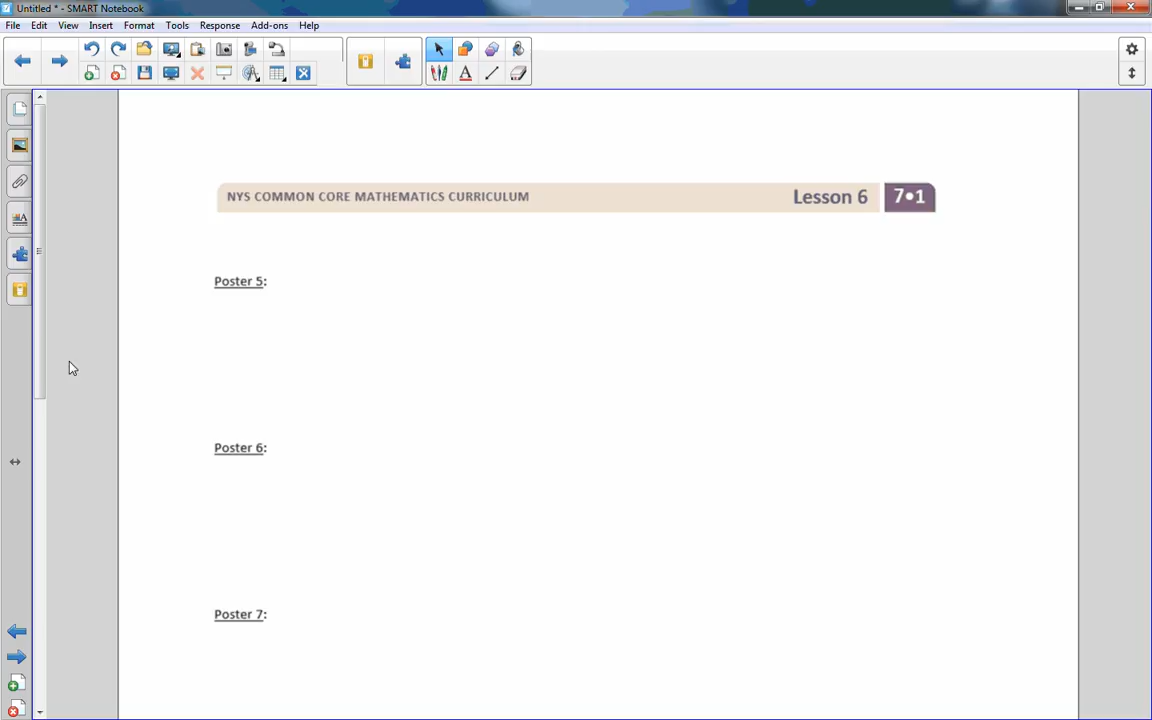 Untitled * - SMART Notebook
File Edit View Insert Format Tools Response Add-ons Help
NYS COMMON CORE MATHEMATICS CURRICULUM Lesson 6 7•1
Poster 5:
Poster 6:
Poster 7: